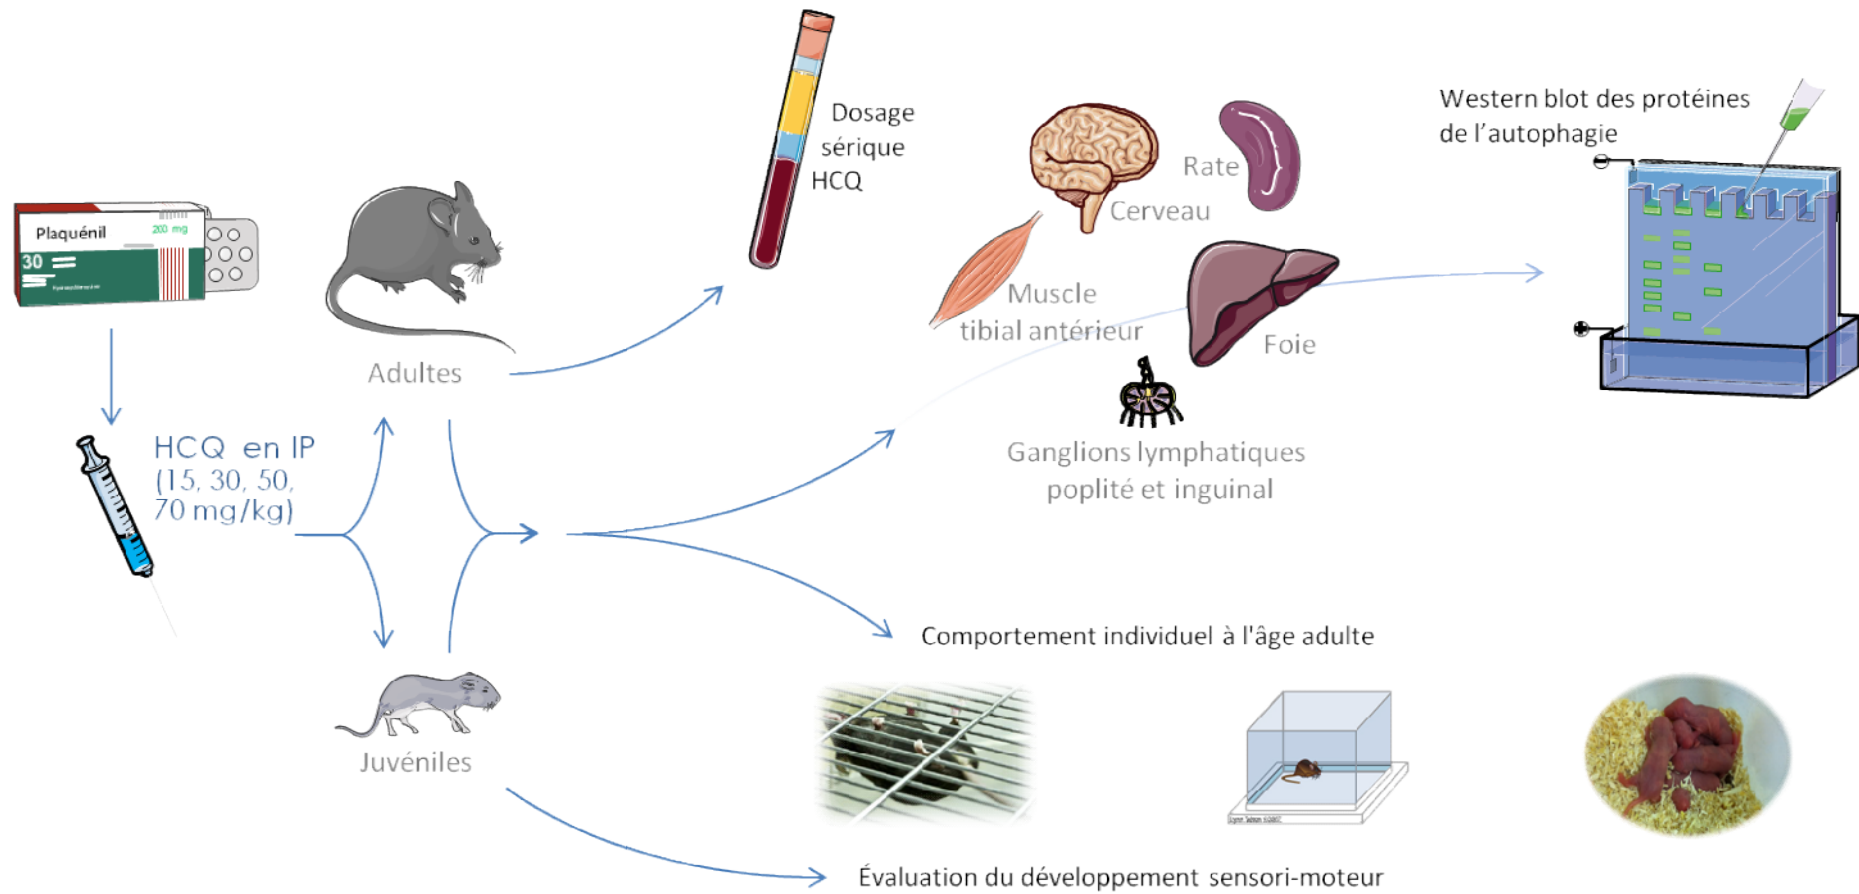 Plaquénil
200 mg
30
HCQ en IP
(15, 30, 50,
70 mg/kg)
Adultes
Juvéniles
Dosage
sérique
HCQ
Cerveau
Rate
Muscle
tibial antérieur
Foie
Ganglions lymphatiques
poplité et inguinal
Western blot des protéines
de l'autophagie
Comportement individuel à l'âge adulte
Évaluation du développement sensori-moteur